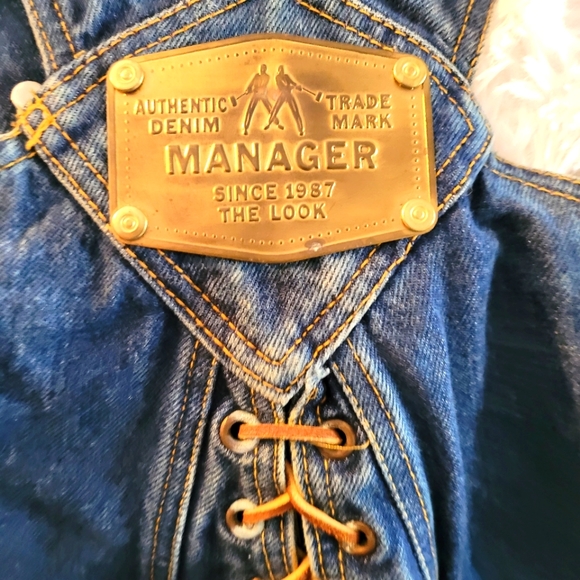 AUTHENTIC TRADE
DENIM MARK
MANAGER
SINCE 1987
THE LOOK